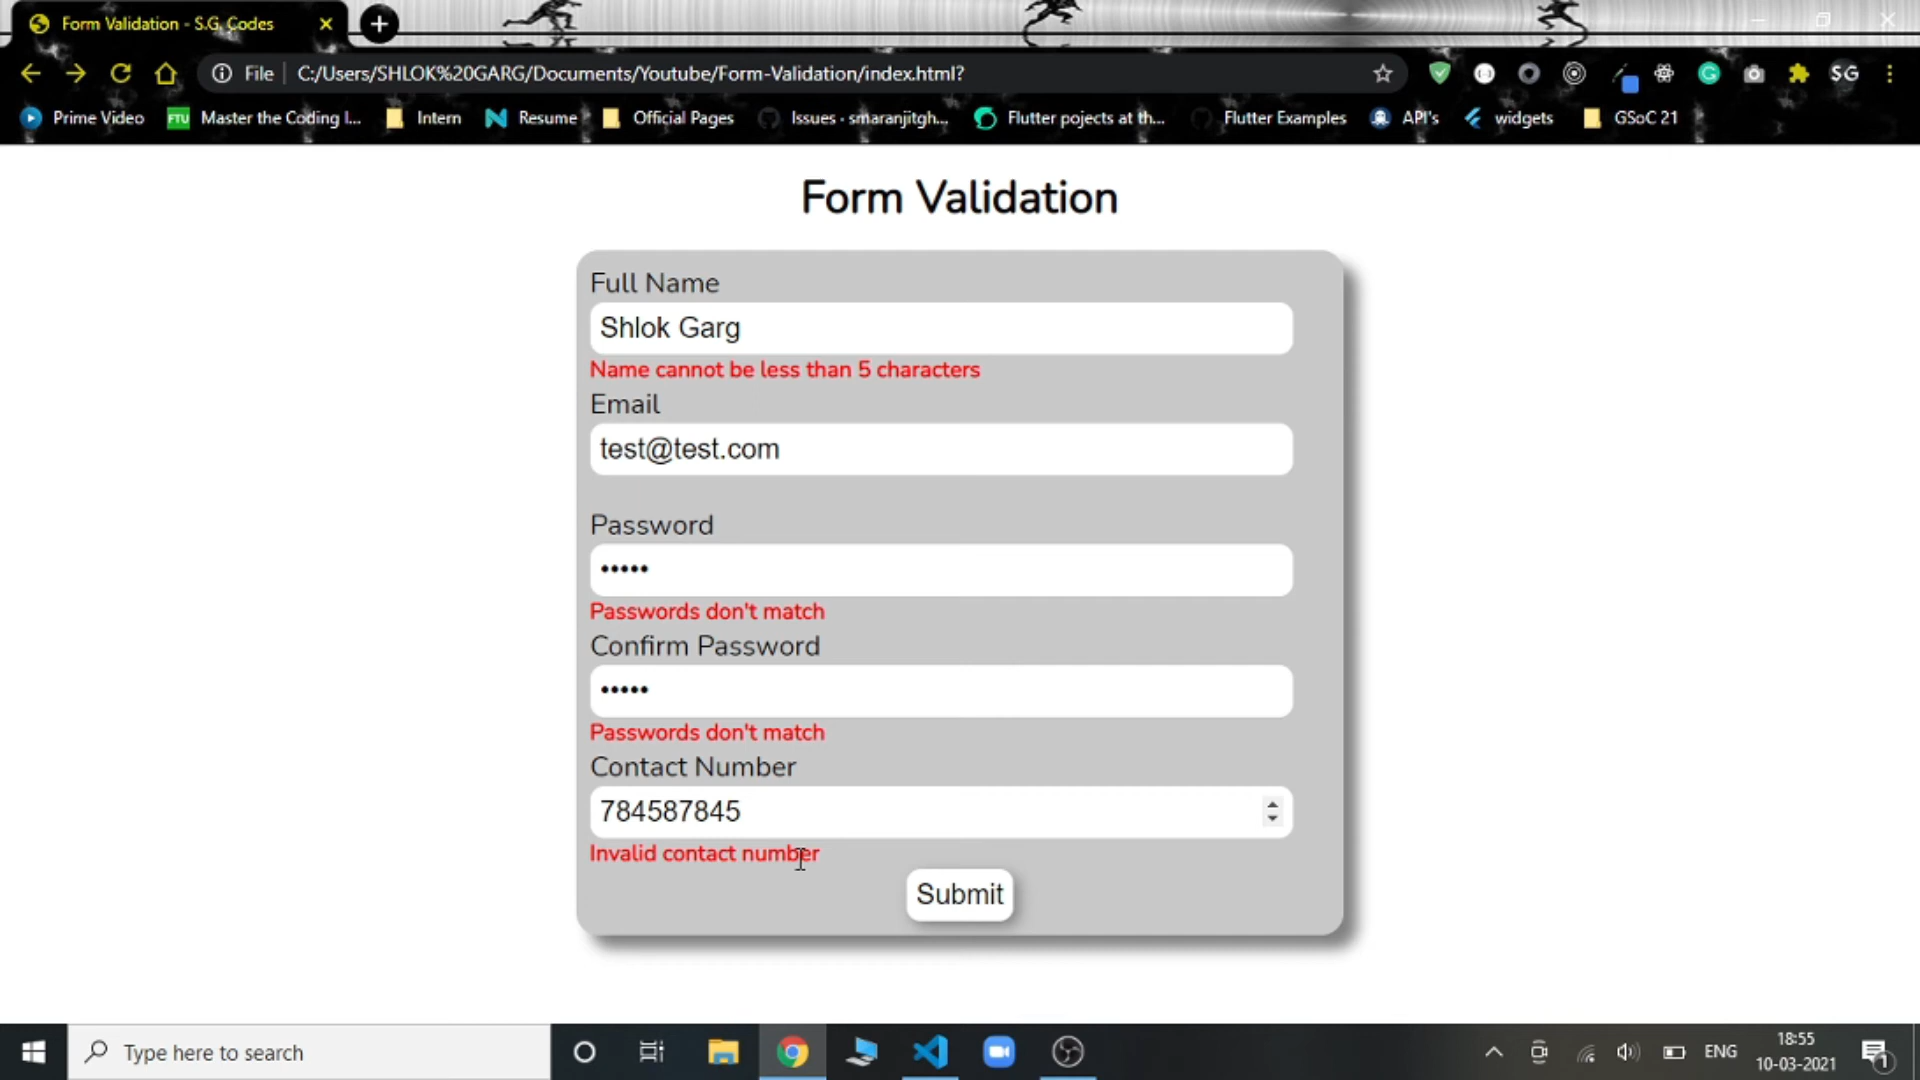 Form Validation - S.G. Codes
File C:/Users/SHLOK%20GARG/Documents/Youtube/Form-Validation/index.html?
SG
Prime Video FTU Master the Coding I... Intern Resume Official Pages Issues - smaranjitgh... Flutter pojects at th... Flutter Examples API's widgets GSoC 21
Form Validation
Full Name
Shlok Garg
Name cannot be less than 5 characters
Email
test@test.com
Password
•••••
Passwords don't match
Confirm Password
•••••
Passwords don't match
Contact Number
784587845
Invalid contact number
Submit
Type here to search
ENG
18:55
10-03-2021
1